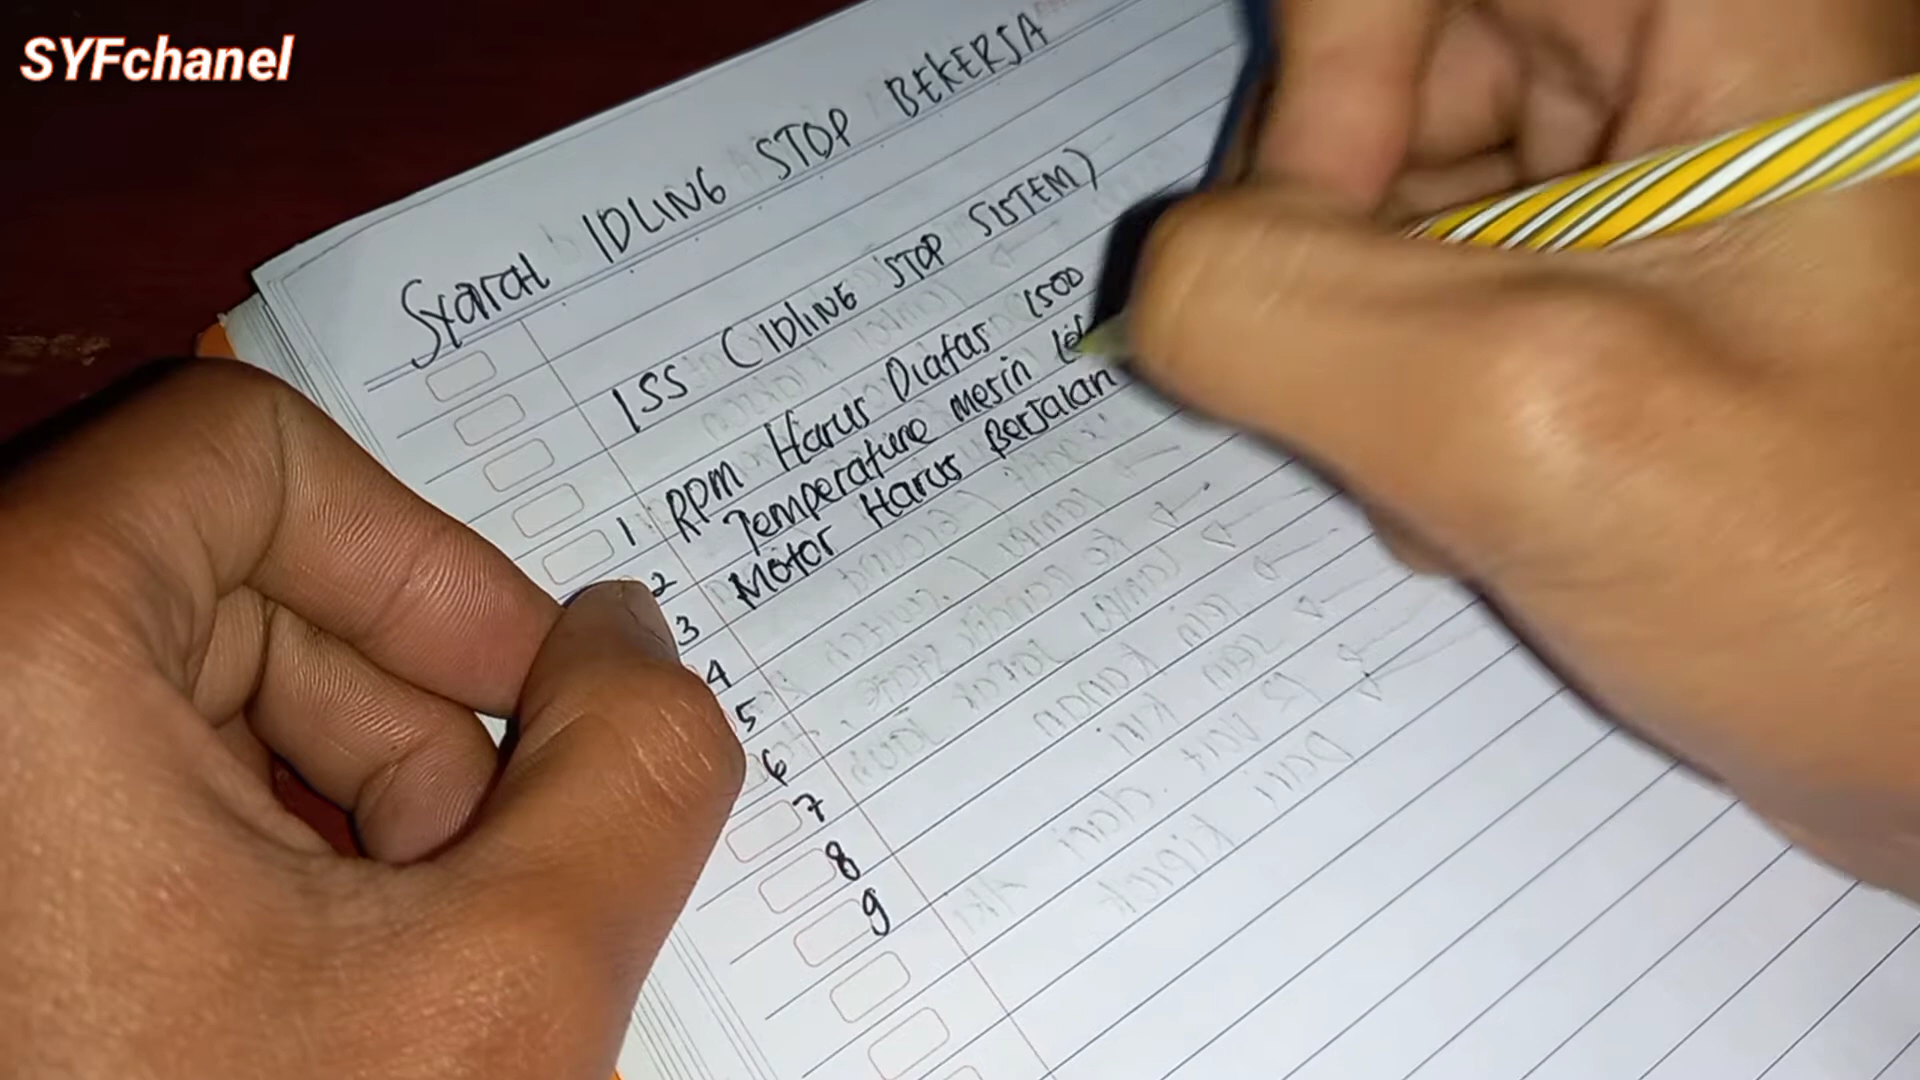 SYFchanel
Syarat IDLING STOP BEKERJA
ISS (IDLING STOP SISTEM)
1 RPM Harus Diatas 1500
2 Temperature mesin
3 Motor Harus Berjalan
4
5
6
7
8
9